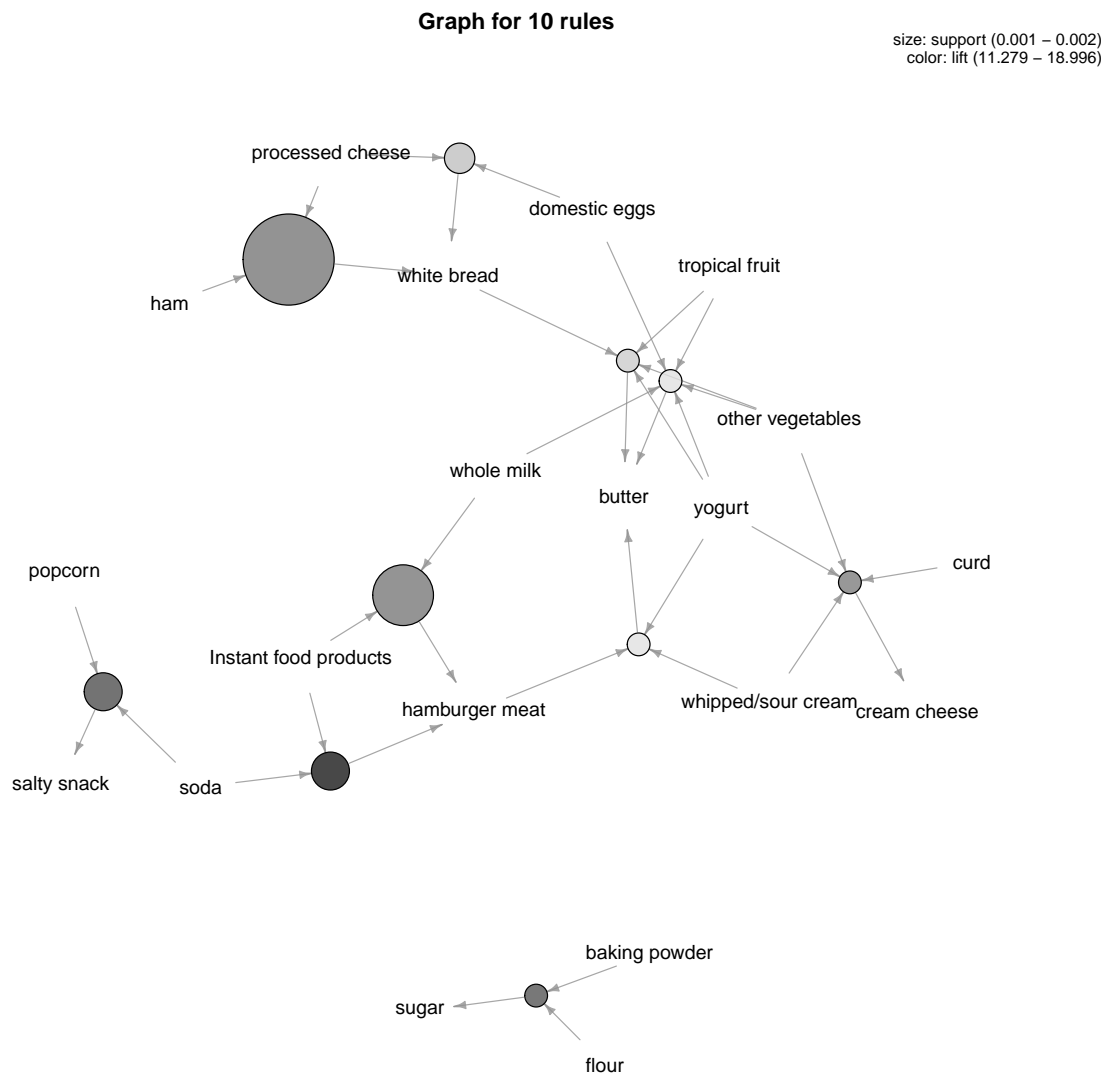 Graph for 10 rules
size: support (0.001 − 0.002)
color: lift (11.279 − 18.996)
processed cheese
domestic eggs
tropical fruit
white bread
ham
other vegetables
whole milk
butter
yogurt
curd
popcorn
Instant food products
whipped/sour cream
hamburger meat
cream cheese
salty snack
soda
baking powder
sugar
flour